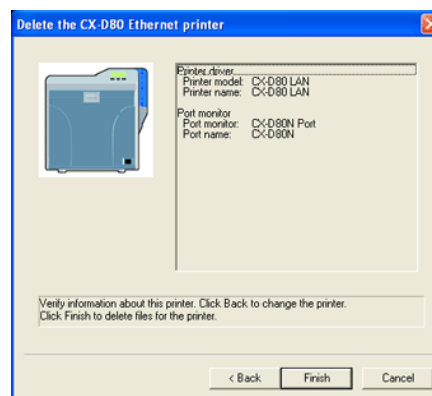 Delete the CX-D80 Ethernet printer
Printer driver
Printer model: CX-D80 LAN
Printer name: CX-D80 LAN
Port monitor
Port monitor: CX-D80N Port
Port name: CX-D80N
Verify information about this printer. Click Back to change the printer.
Click Finish to delete files for the printer.
< Back Finish Cancel